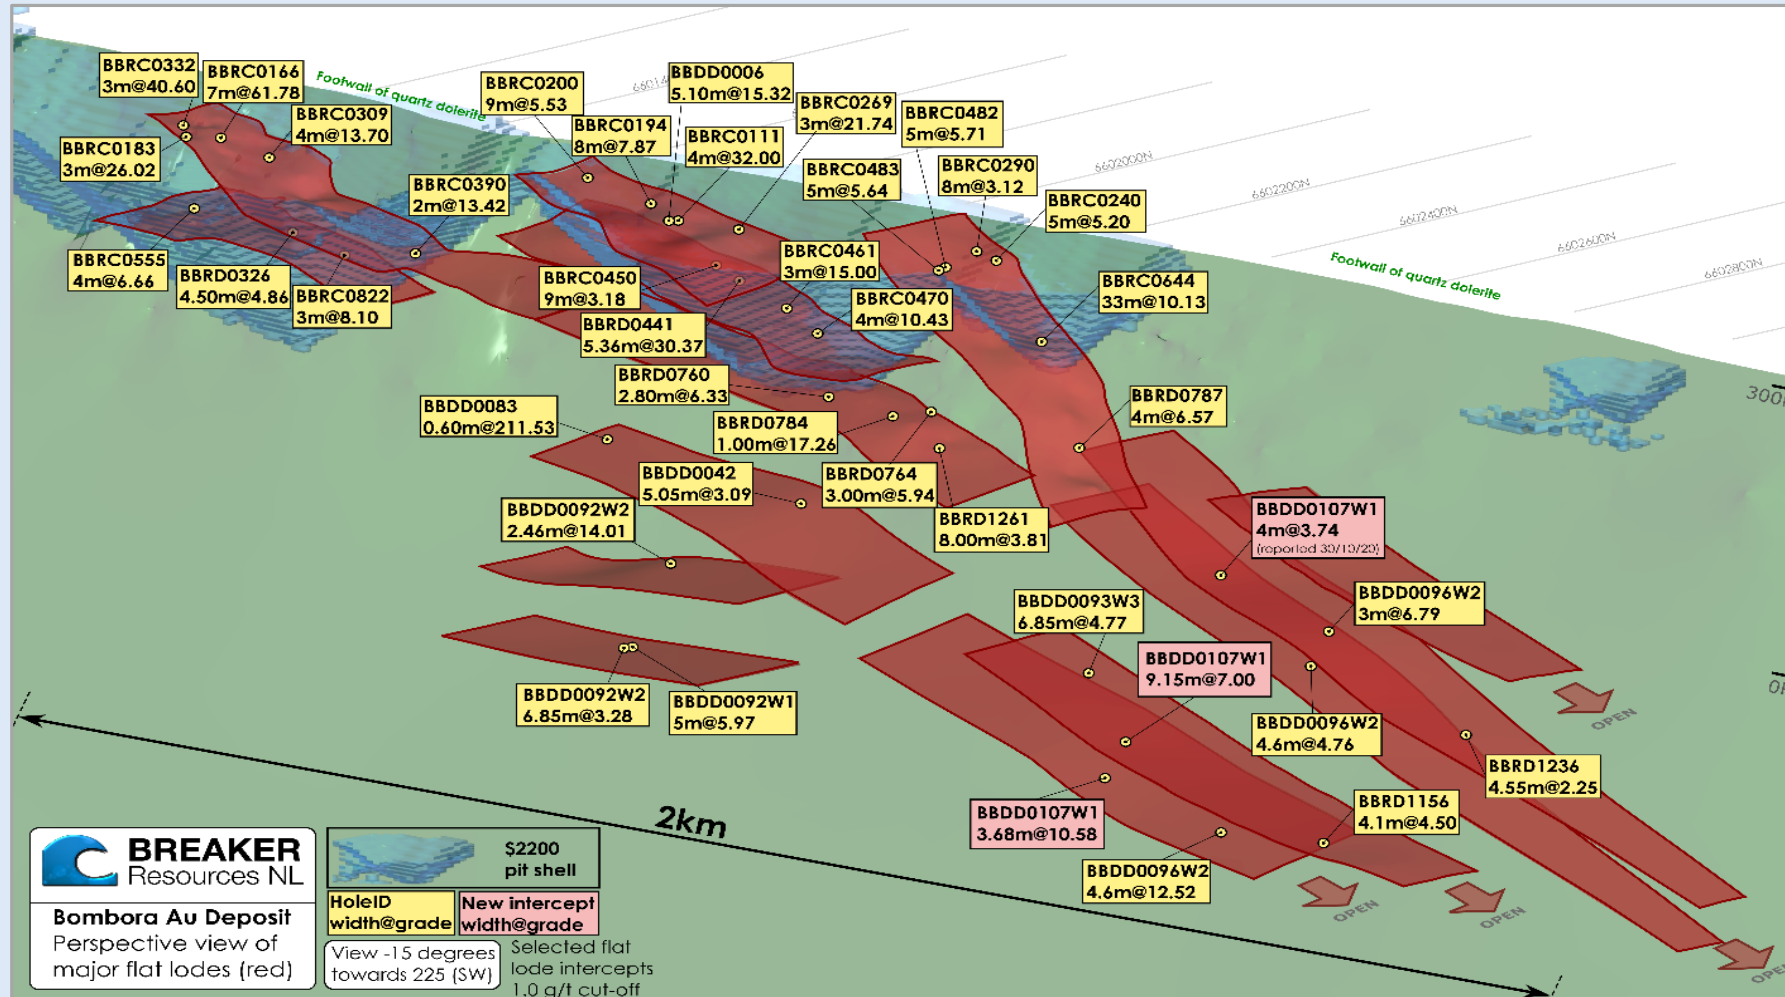 BBRC0332
3m@40.60
BBRC0166
7m@61.78
Footwall of quartz dolerite
BBRC0309
4m@13.70
BBRC0183
3m@26.02
BBRC0200
9m@5.53
BBDD0006
5.10m@15.32
BBRC0194
8m@7.87
BBRC0111
4m@32.00
BBRC0269
3m@21.74
BBRC0482
5m@5.71
BBRC0483
5m@5.64
BBRC0290
8m@3.12
BBRC0240
5m@5.20
6602000N
6602200N
6602400N
6602600N
6602800N
Footwall of quartz dolerite
BBRC0390
2m@13.42
BBRC0555
4m@6.66
BBRD0326
4.50m@4.86
BBRC0822
3m@8.10
BBRC0450
9m@3.18
BBRC0461
3m@15.00
BBRC0470
4m@10.43
BBRD0441
5.36m@30.37
BBRC0644
33m@10.13
BBRD0760
2.80m@6.33
BBRD0787
4m@6.57
BBDD0083
0.60m@211.53
BBRD0784
1.00m@17.26
BBDD0042
5.05m@3.09
BBRD0764
3.00m@5.94
BBDD0092W2
2.46m@14.01
BBRD1261
8.00m@3.81
BBDD0107W1
4m@3.74
(reported 30/10/20)
BBDD0093W3
6.85m@4.77
BBDD0096W2
3m@6.79
BBDD0107W1
9.15m@7.00
BBDD0092W2
6.85m@3.28
BBDD0092W1
5m@5.97
BBDD0096W2
4.6m@4.76
OPEN
BBRD1236
4.55m@2.25
BBDD0107W1
3.68m@10.58
BBRD1156
4.1m@4.50
BBDD0096W2
4.6m@12.52
OPEN
OPEN
OPEN
2km
BREAKER
Resources NL
Bombora Au Deposit
Perspective view of
major flat lodes (red)
$2200
pit shell
HoleID
width@grade
New intercept
width@grade
View -15 degrees
towards 225 (SW)
Selected flat
lode intercepts
1.0 g/t cut-off